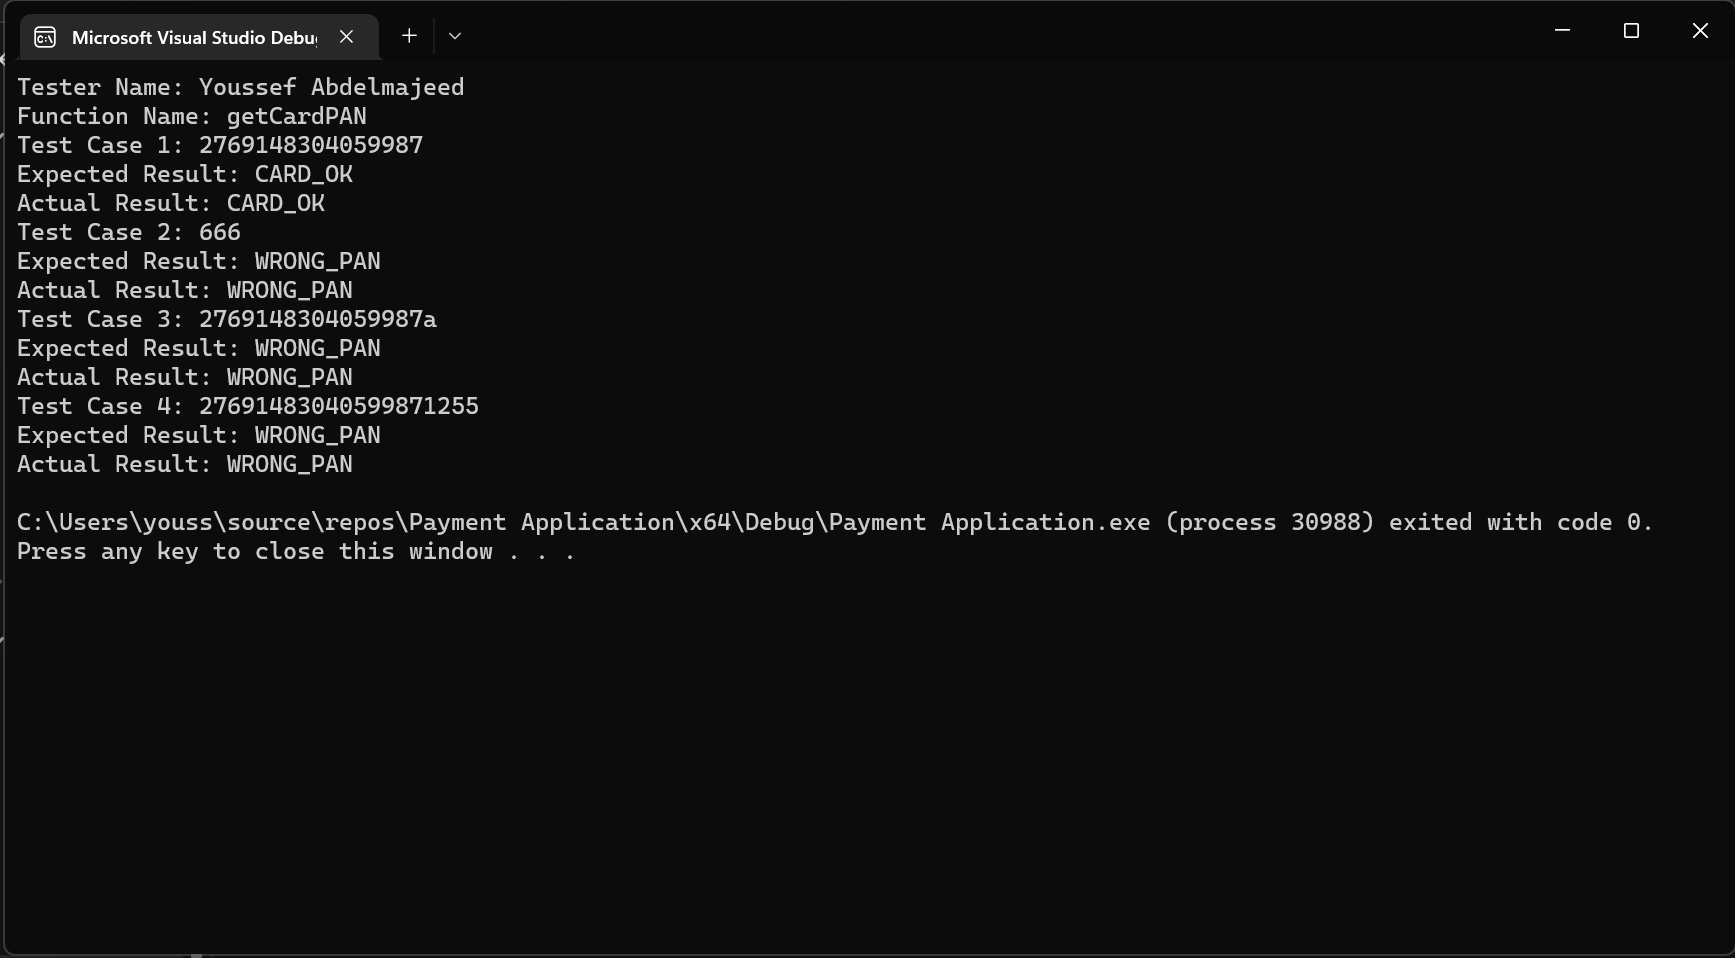 Microsoft Visual Studio Debu
Tester Name: Youssef Abdelmajeed
Function Name: getCardPAN
Test Case 1: 2769148304059987
Expected Result: CARD_OK
Actual Result: CARD_OK
Test Case 2: 666
Expected Result: WRONG_PAN
Actual Result: WRONG_PAN
Test Case 3: 2769148304059987a
Expected Result: WRONG_PAN
Actual Result: WRONG_PAN
Test Case 4: 27691483040599871255
Expected Result: WRONG_PAN
Actual Result: WRONG_PAN
C:\Users\youss\source\repos\Payment Application\x64\Debug\Payment Application.exe (process 30988) exited with code 0.
Press any key to close this window . . .